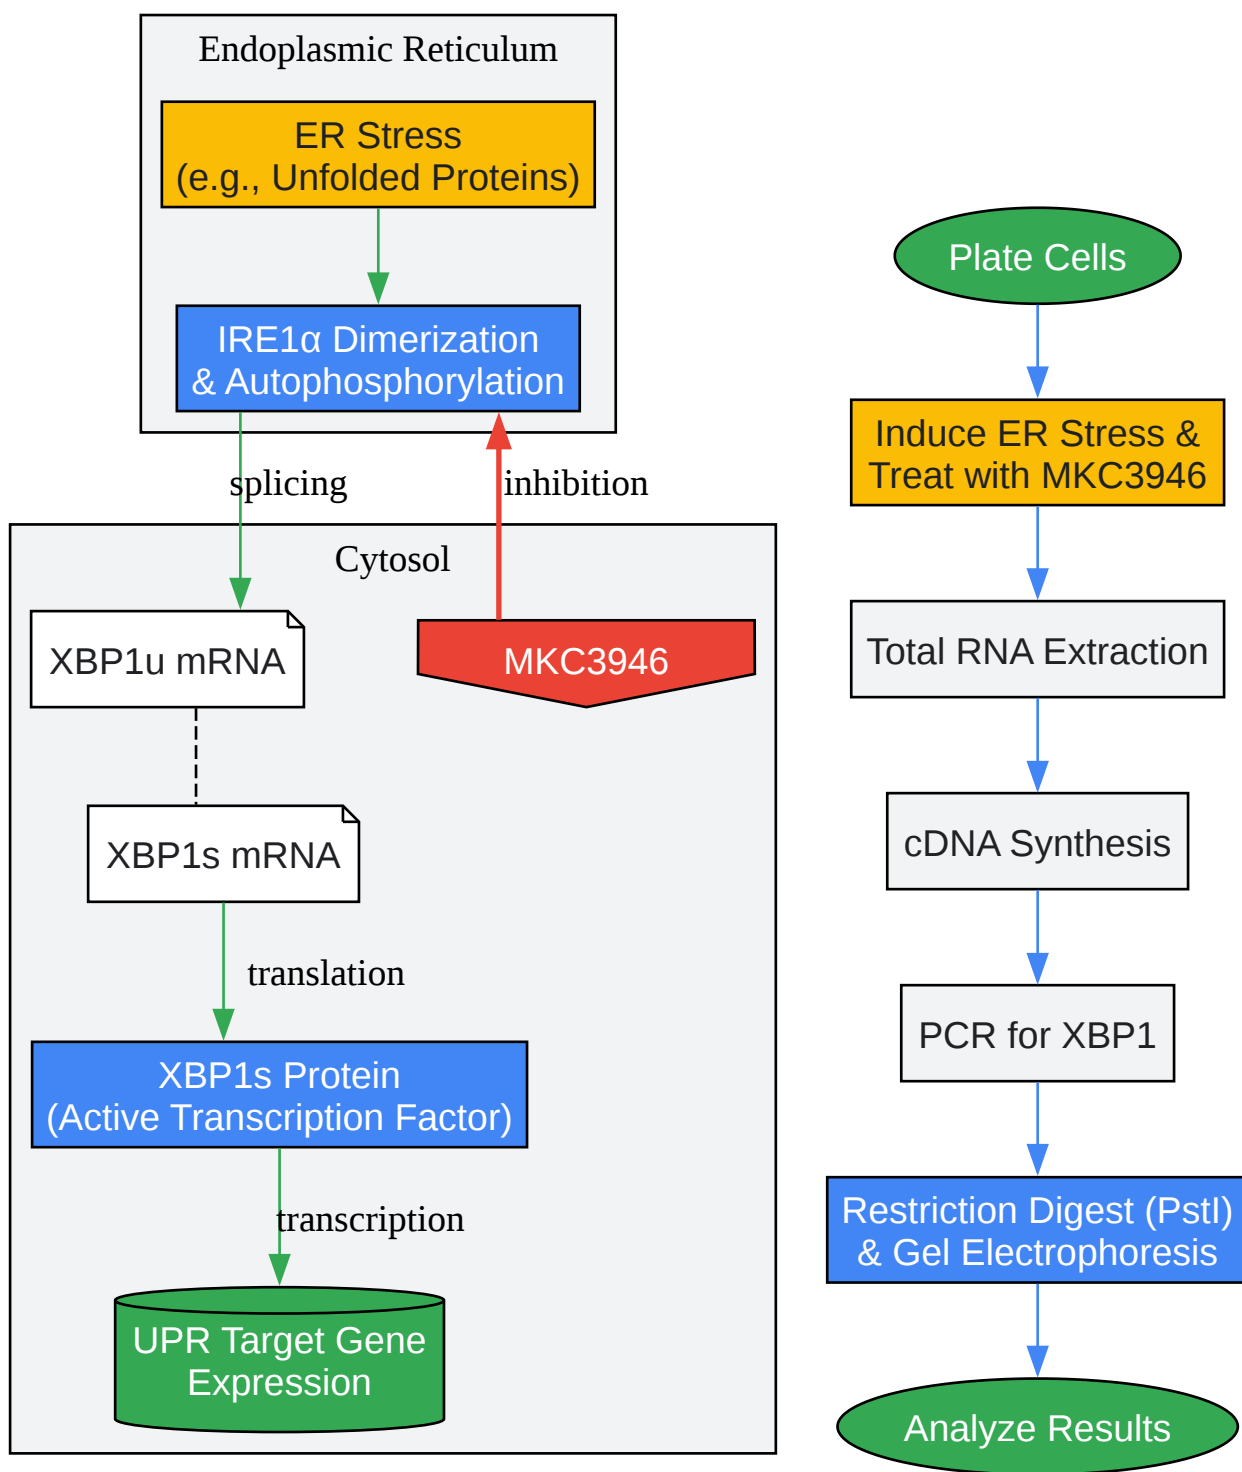 Endoplasmic Reticulum
ER Stress
(e.g., Unfolded Proteins)
IRE1α Dimerization
& Autophosphorylation
splicing
inhibition
Cytosol
XBP1u mRNA
MKC3946
XBP1s mRNA
translation
XBP1s Protein
(Active Transcription Factor)
transcription
UPR Target Gene
Expression
Plate Cells
Induce ER Stress &
Treat with MKC3946
Total RNA Extraction
cDNA Synthesis
PCR for XBP1
Restriction Digest (PstI)
& Gel Electrophoresis
Analyze Results